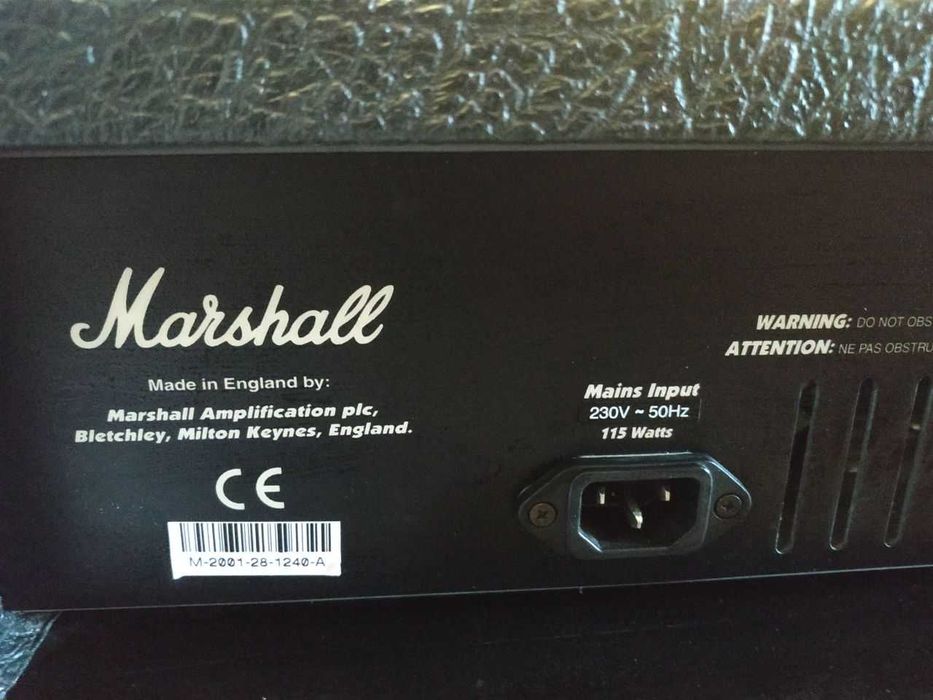 Marshall
Made in England by:
Marshall Amplification plc,
Bletchley, Milton Keynes, England.
CE
M-2001-28-1240-A
Mains Input
230V ~ 50Hz
115 Watts
WARNING: DO NOT OBS
ATTENTION: NE PAS OBSTRU